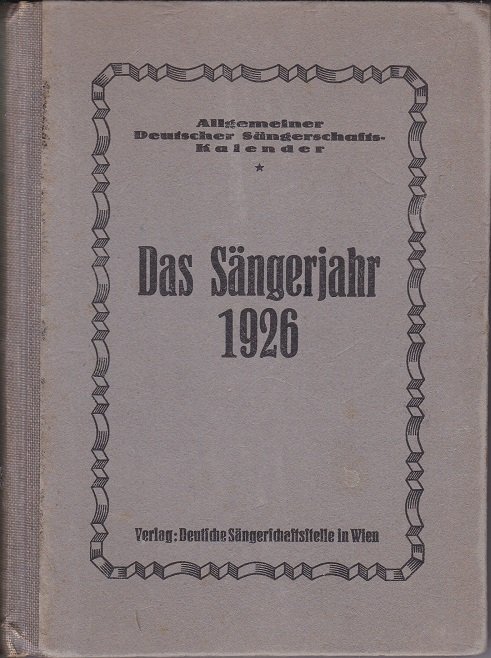 Allgemeiner
Deutscher Sängerschafts-
Kalender
Das Sängerjahr
1926
Verlag: Deutſche Sängerſchaftsſtelle in Wien